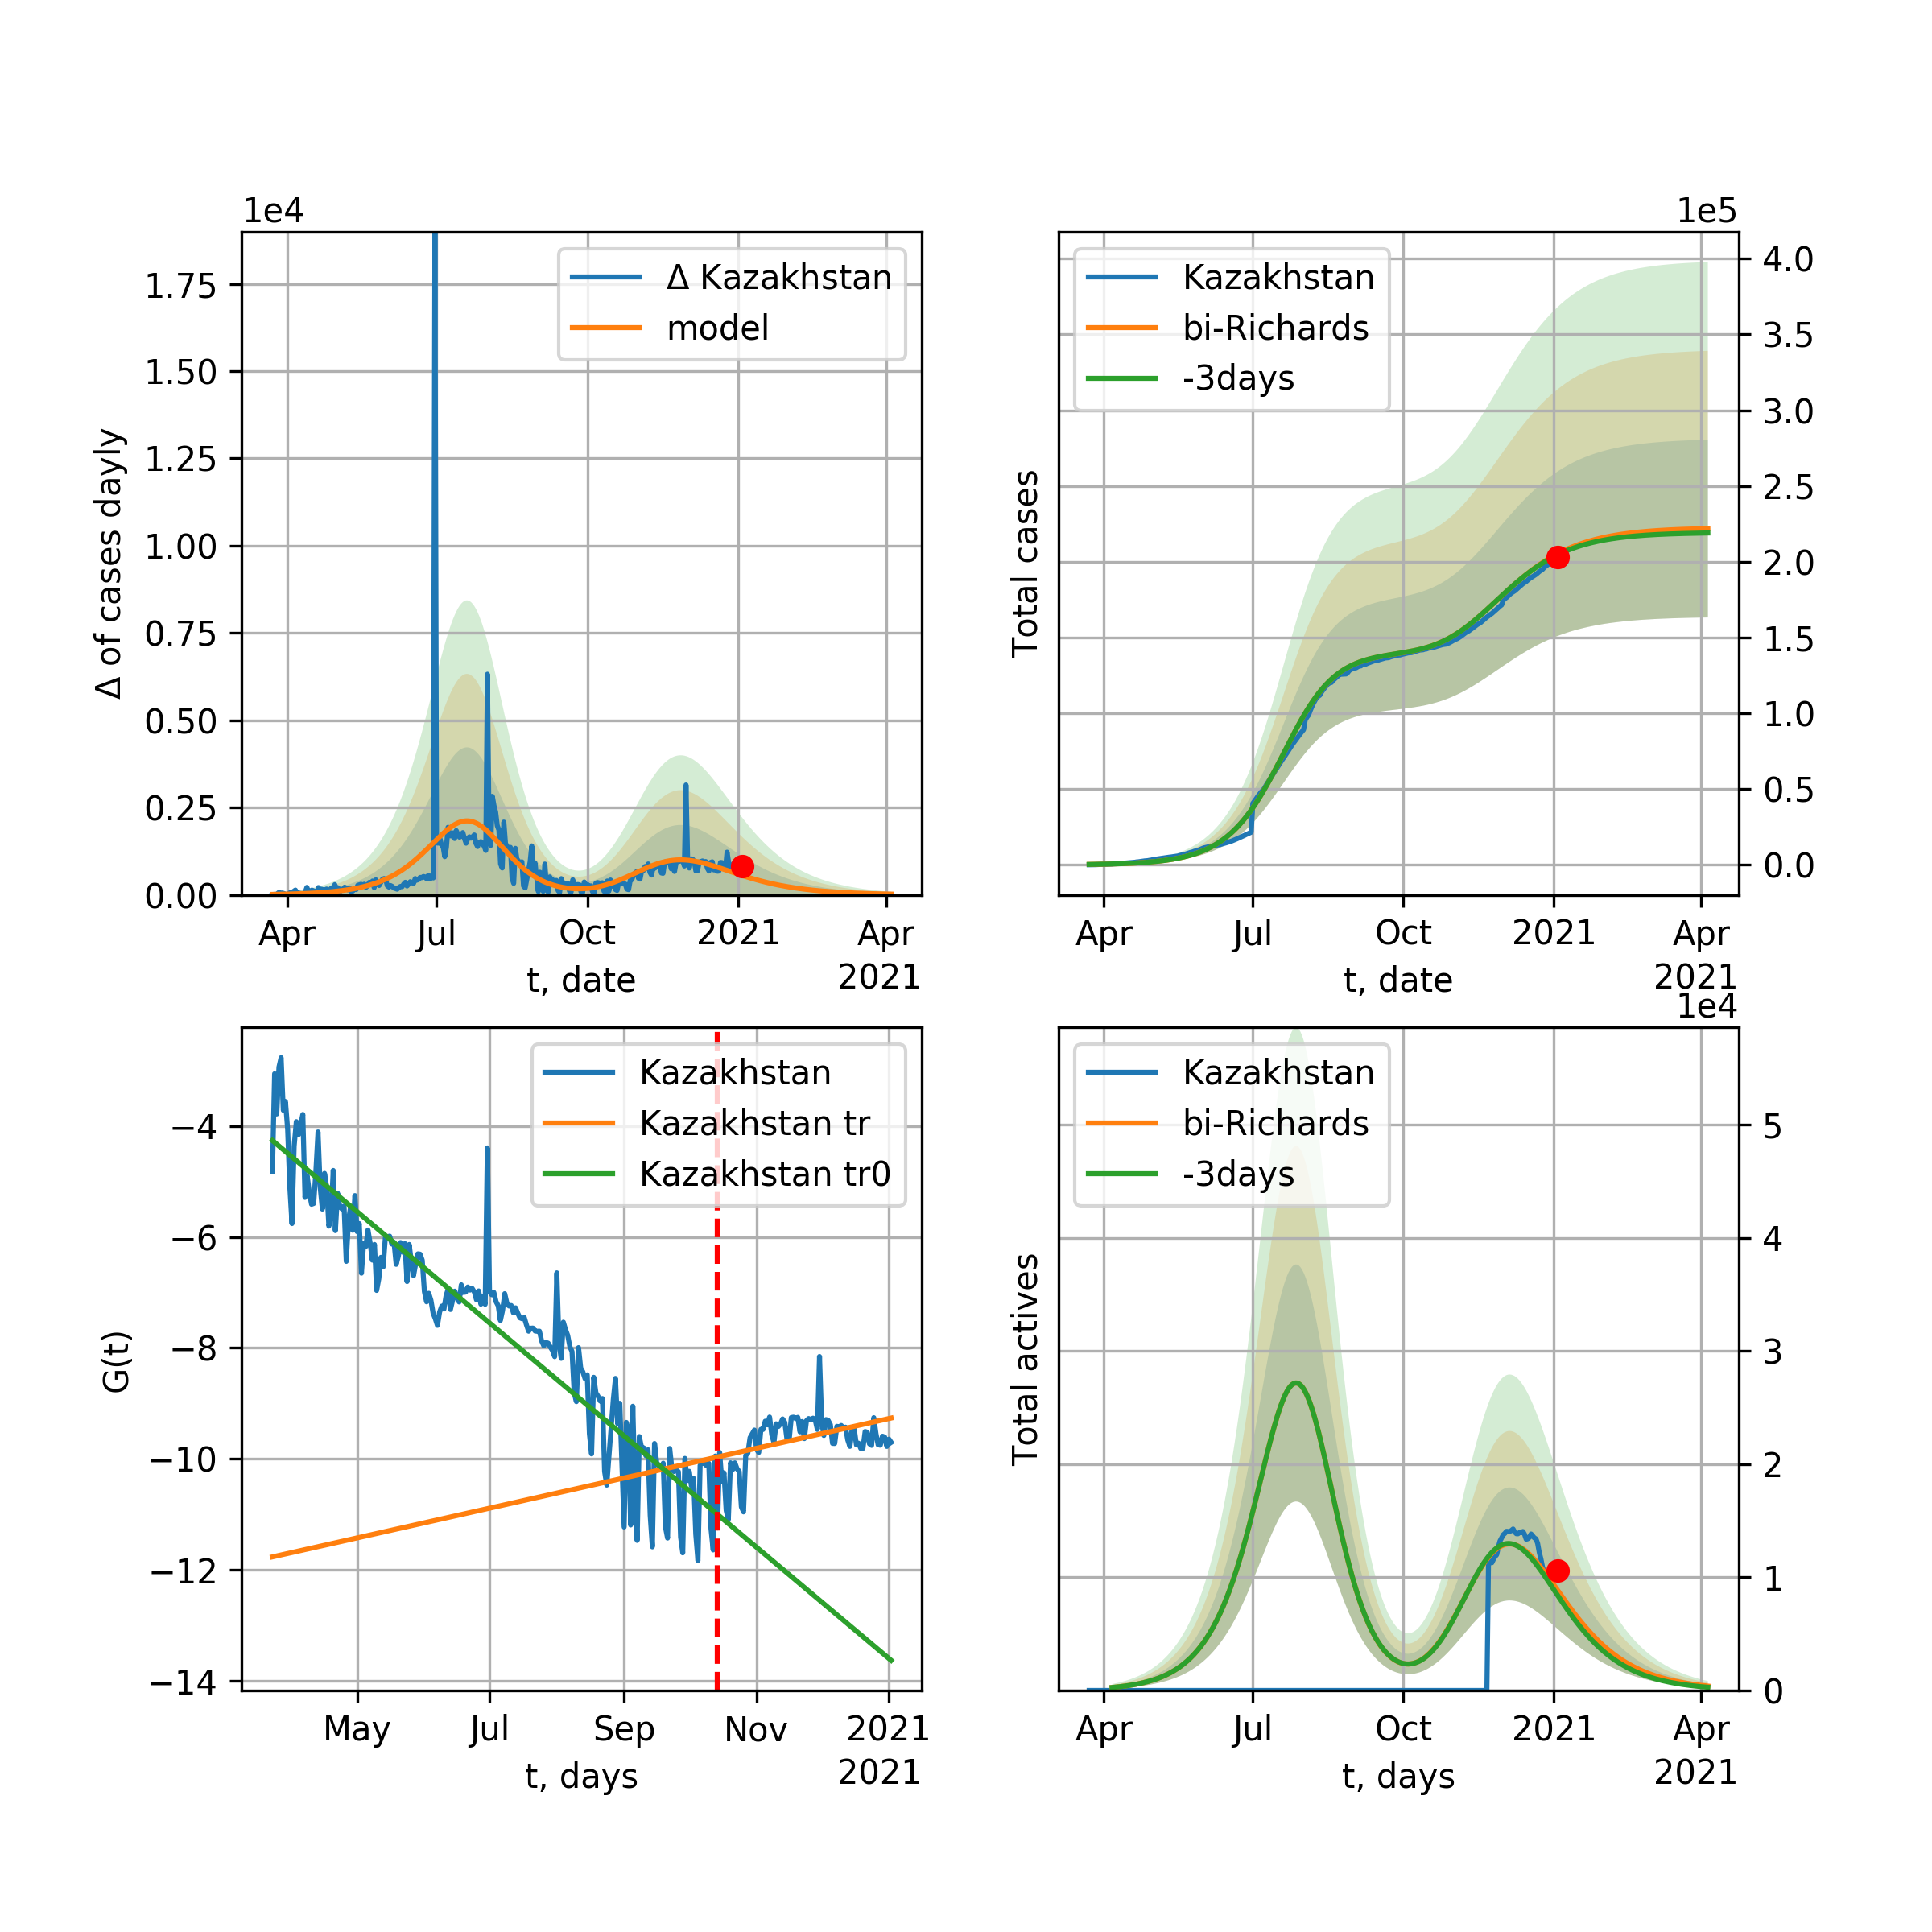 1e4
Δ of cases dayly
1.75
1.50
1.25
1.00
0.75
0.50
0.25
0.00
Δ Kazakhstan
model
Apr
Jul
Oct
2021
Apr
2021
t, date
1e5
Total cases
Kazakhstan
bi-Richards
-3days
4.0
3.5
3.0
2.5
2.0
1.5
1.0
0.5
0.0
Apr
Jul
Oct
2021
Apr
2021
t, date
G(t)
−4
−6
−8
−10
−12
−14
Kazakhstan
Kazakhstan tr
Kazakhstan tr0
May
Jul
Sep
Nov
2021
2021
t, days
1e4
Total actives
Kazakhstan
bi-Richards
-3days
5
4
3
2
1
0
Apr
Jul
Oct
2021
Apr
2021
t, days